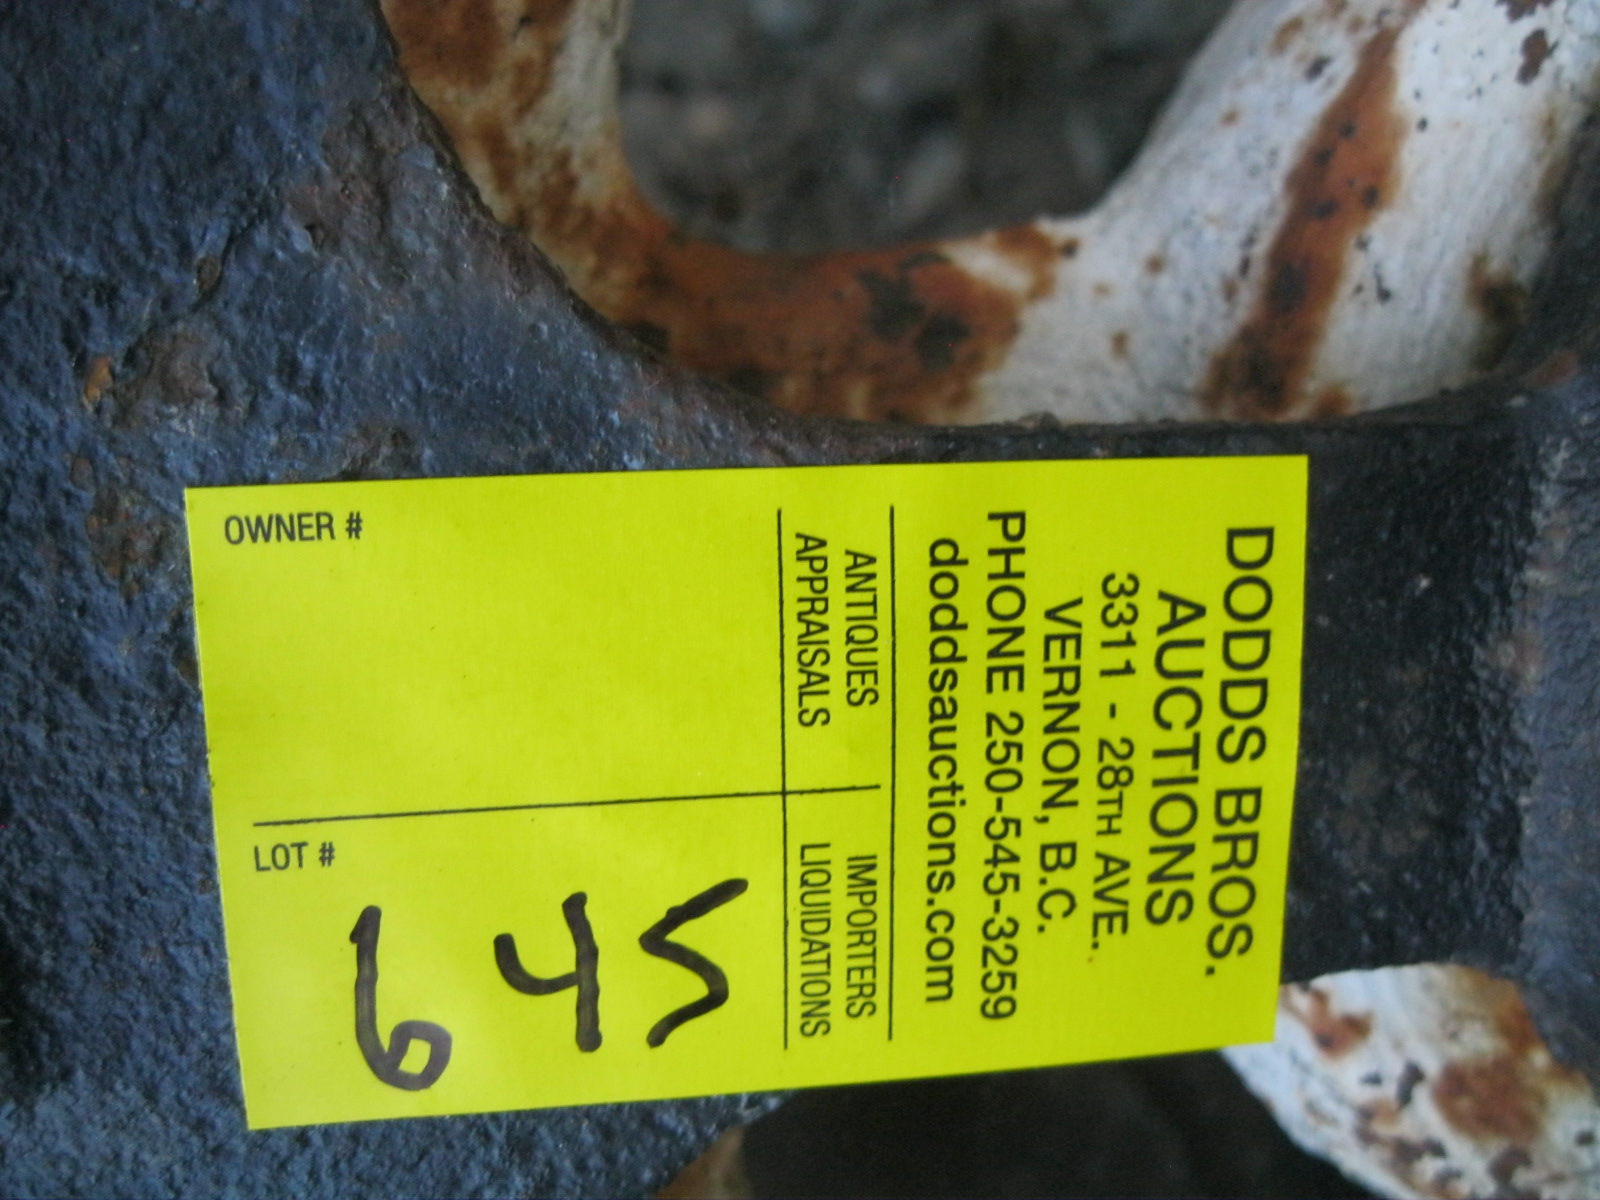 DODDS BROS.
AUCTIONS
3311 - 28TH AVE.
VERNON, B.C.
PHONE 250-545-3259
doddsauctions.com
ANTIQUES IMPORTERS
APPRAISALS LIQUIDATIONS
OWNER #
LOT #
645